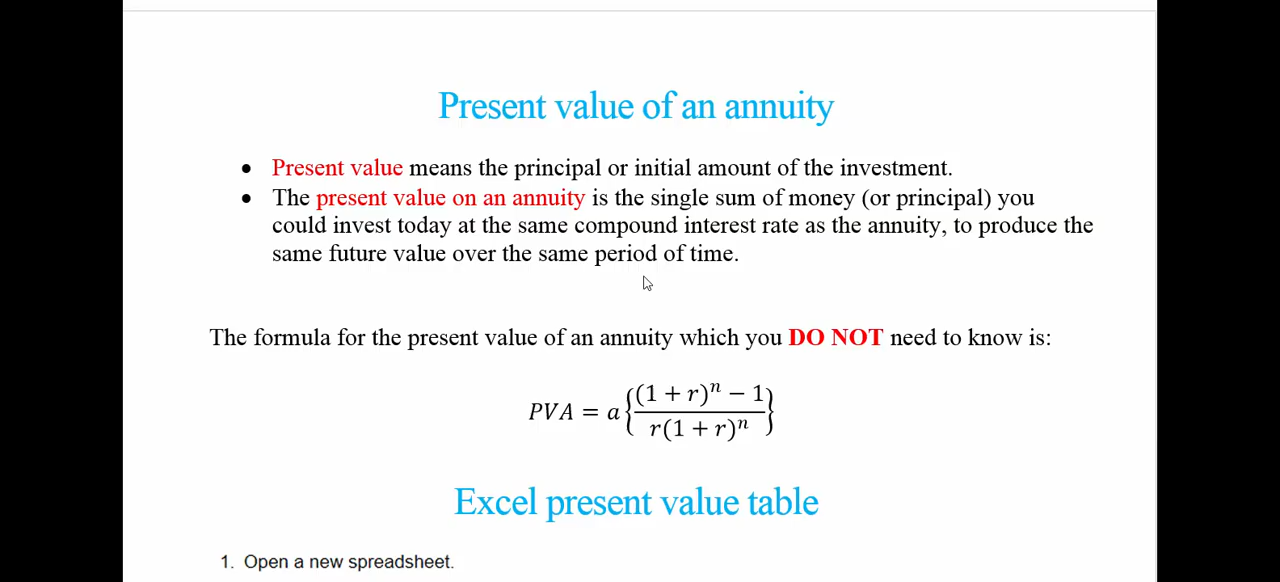 Present value of an annuity
• Present value means the principal or initial amount of the investment.
• The present value on an annuity is the single sum of money (or principal) you
could invest today at the same compound interest rate as the annuity, to produce the
same future value over the same period of time.
The formula for the present value of an annuity which you DO NOT need to know is:
PVA = a{((1 + r)^n − 1)/(r(1 + r)^n)}
Excel present value table
1. Open a new spreadsheet.